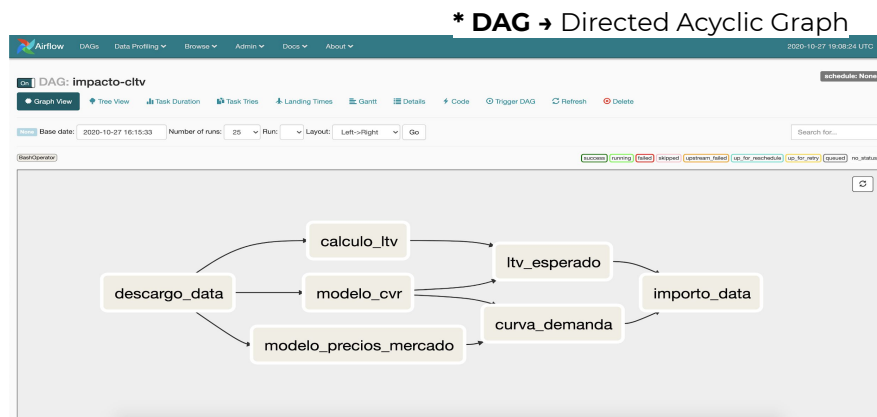 * DAG → Directed Acyclic Graph
Airflow DAGs Data Profiling Browse Admin Docs About 2020-10-27 19:08:24 UTC
On DAG: impacto-cltv schedule: None
Graph View Tree View Task Duration Task Tries Landing Times Gantt Details Code Trigger DAG Refresh Delete
Base date: 2020-10-27 16:15:33 Number of runs: 25 Run: Layout: Left->Right Go Search for...
BashOperator success running failed skipped upstream_failed up_for_reschedule up_for_retry queued no_status
calculo_ltv
ltv_esperado
descargo_data modelo_cvr importo_data
curva_demanda
modelo_precios_mercado